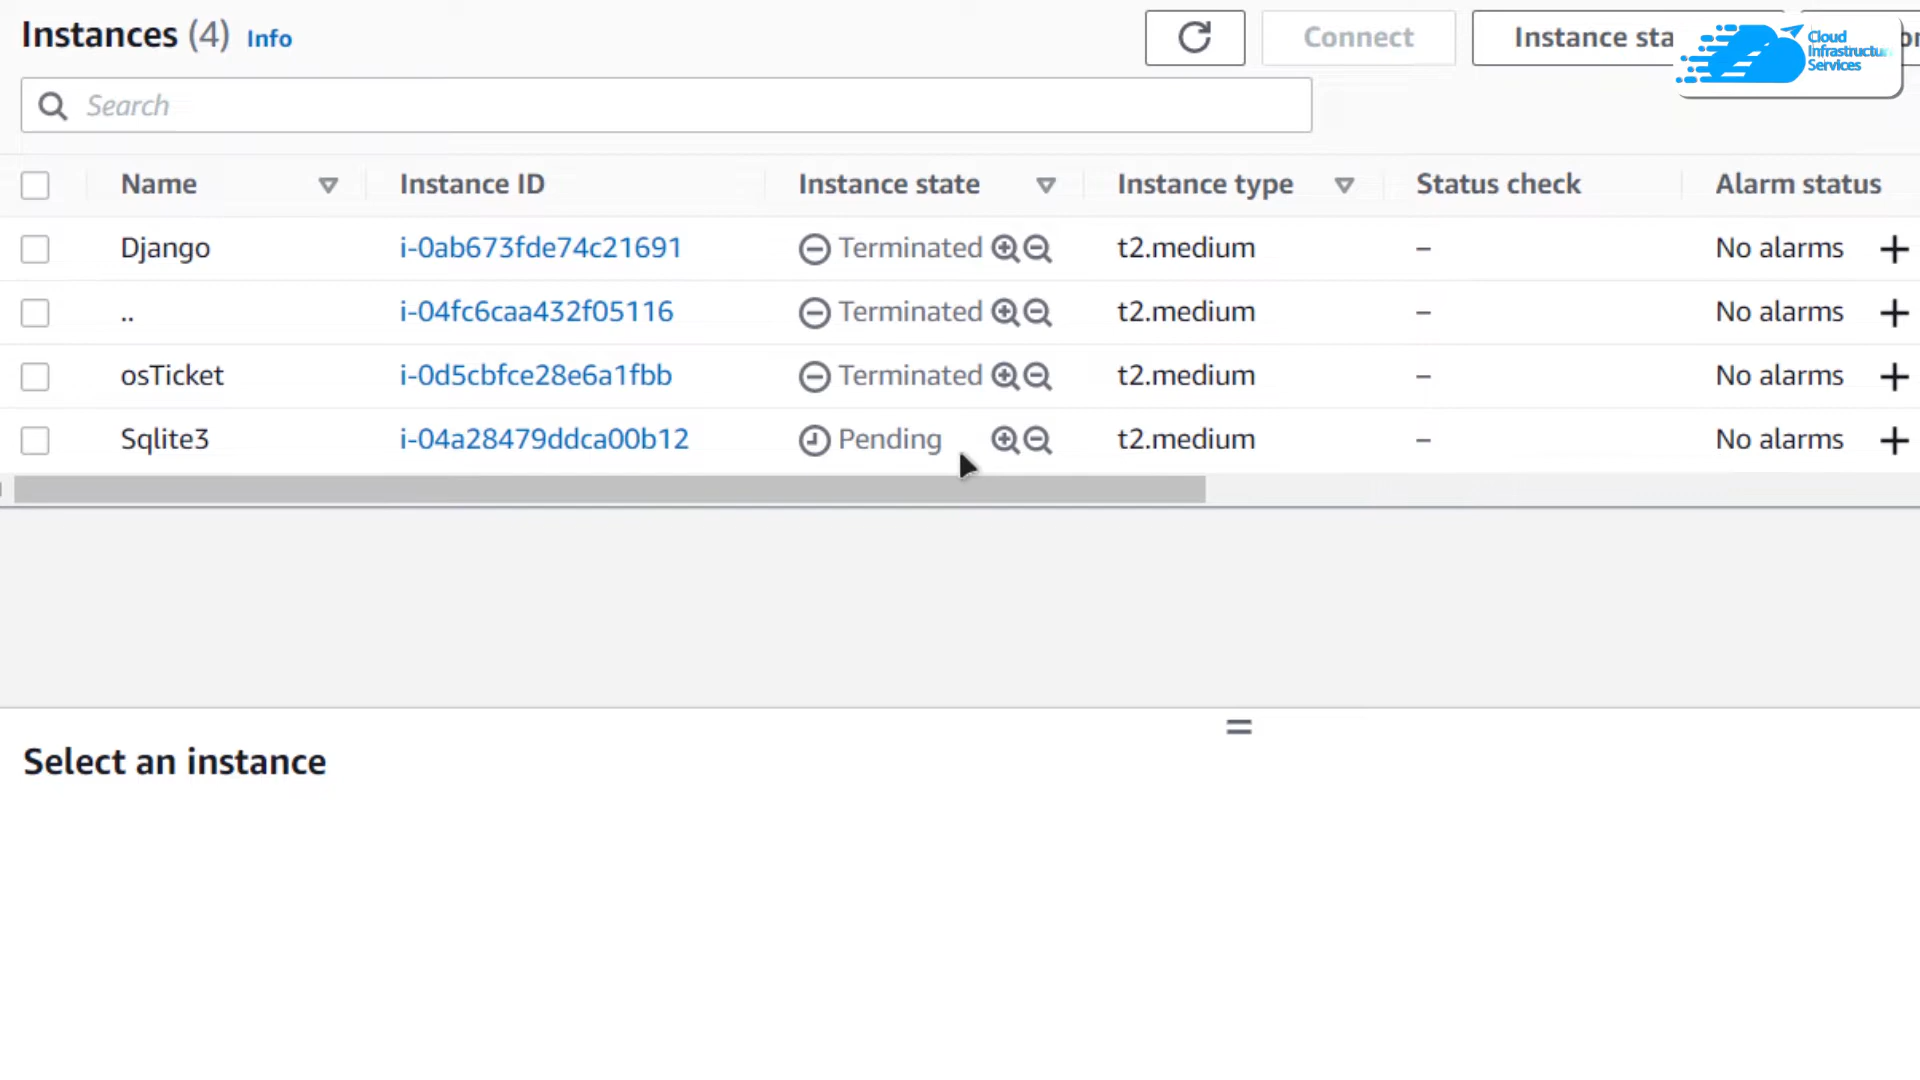 Instances (4) Info
Connect
Instance sta
Cloud
Infrastructu
Services
Search
Name Instance ID Instance state Instance type Status check Alarm status
Django i-0ab673fde74c21691 Terminated t2.medium – No alarms
.. i-04fc6caa432f05116 Terminated t2.medium – No alarms
osTicket i-0d5cbfce28e6a1fbb Terminated t2.medium – No alarms
Sqlite3 i-04a28479ddca00b12 Pending t2.medium – No alarms
Select an instance